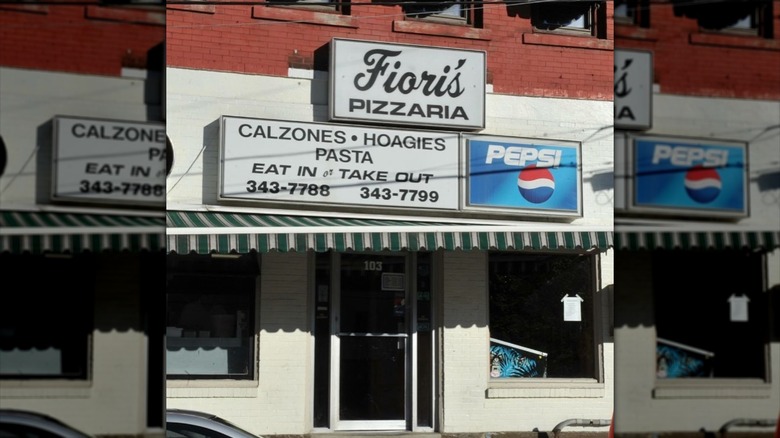 Fiori's
PIZZARIA
CALZONES • HOAGIES
PASTA
EAT IN or TAKE OUT
343-7788 343-7799
PEPSI
103